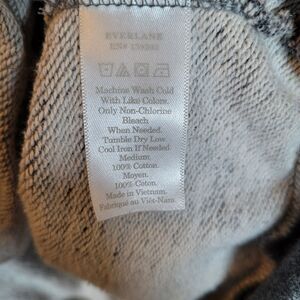 EVERLANE
Machine Wash Cold
With Like Colors.
Only Non-Chlorine
Bleach
When Needed.
Tumble Dry Low
Cool Iron If Needed.
Medium.
100% Cotton.
Moyen.
100% Coton.
Made in Vietnam.
Fabriqué au Viêt-Nam